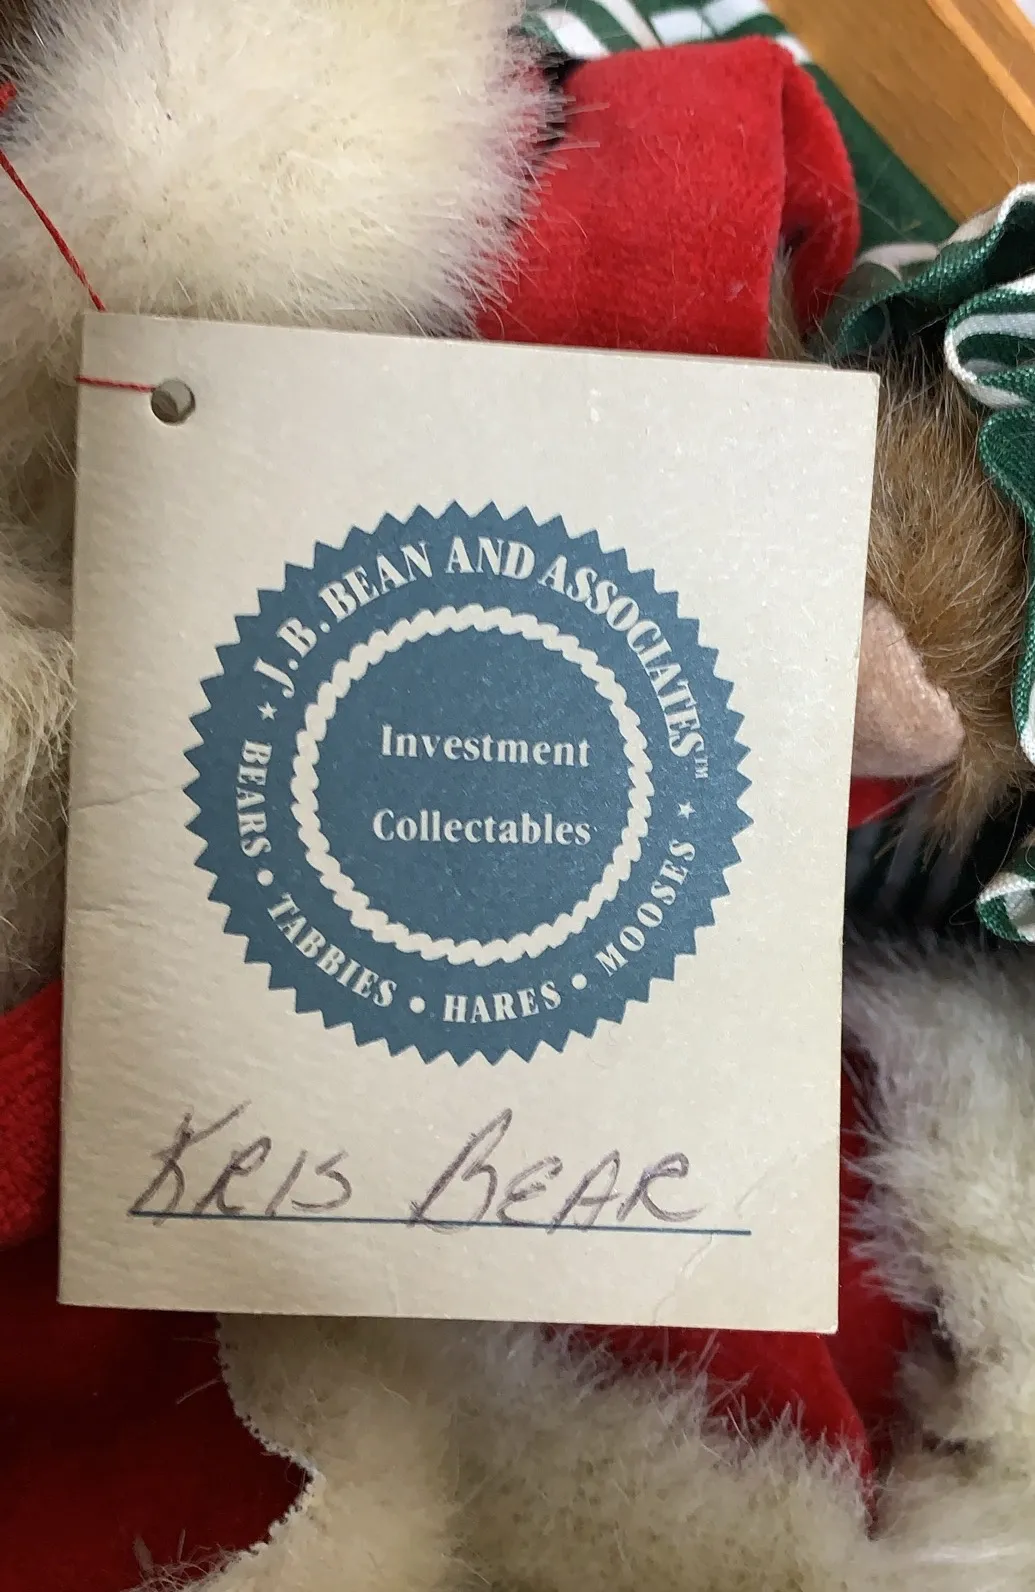 J.B. BEAN AND ASSOCIATES™
Investment
Collectables
★ BEARS • TABBIES • HARES • MOOSES ★
KRIS BEAR